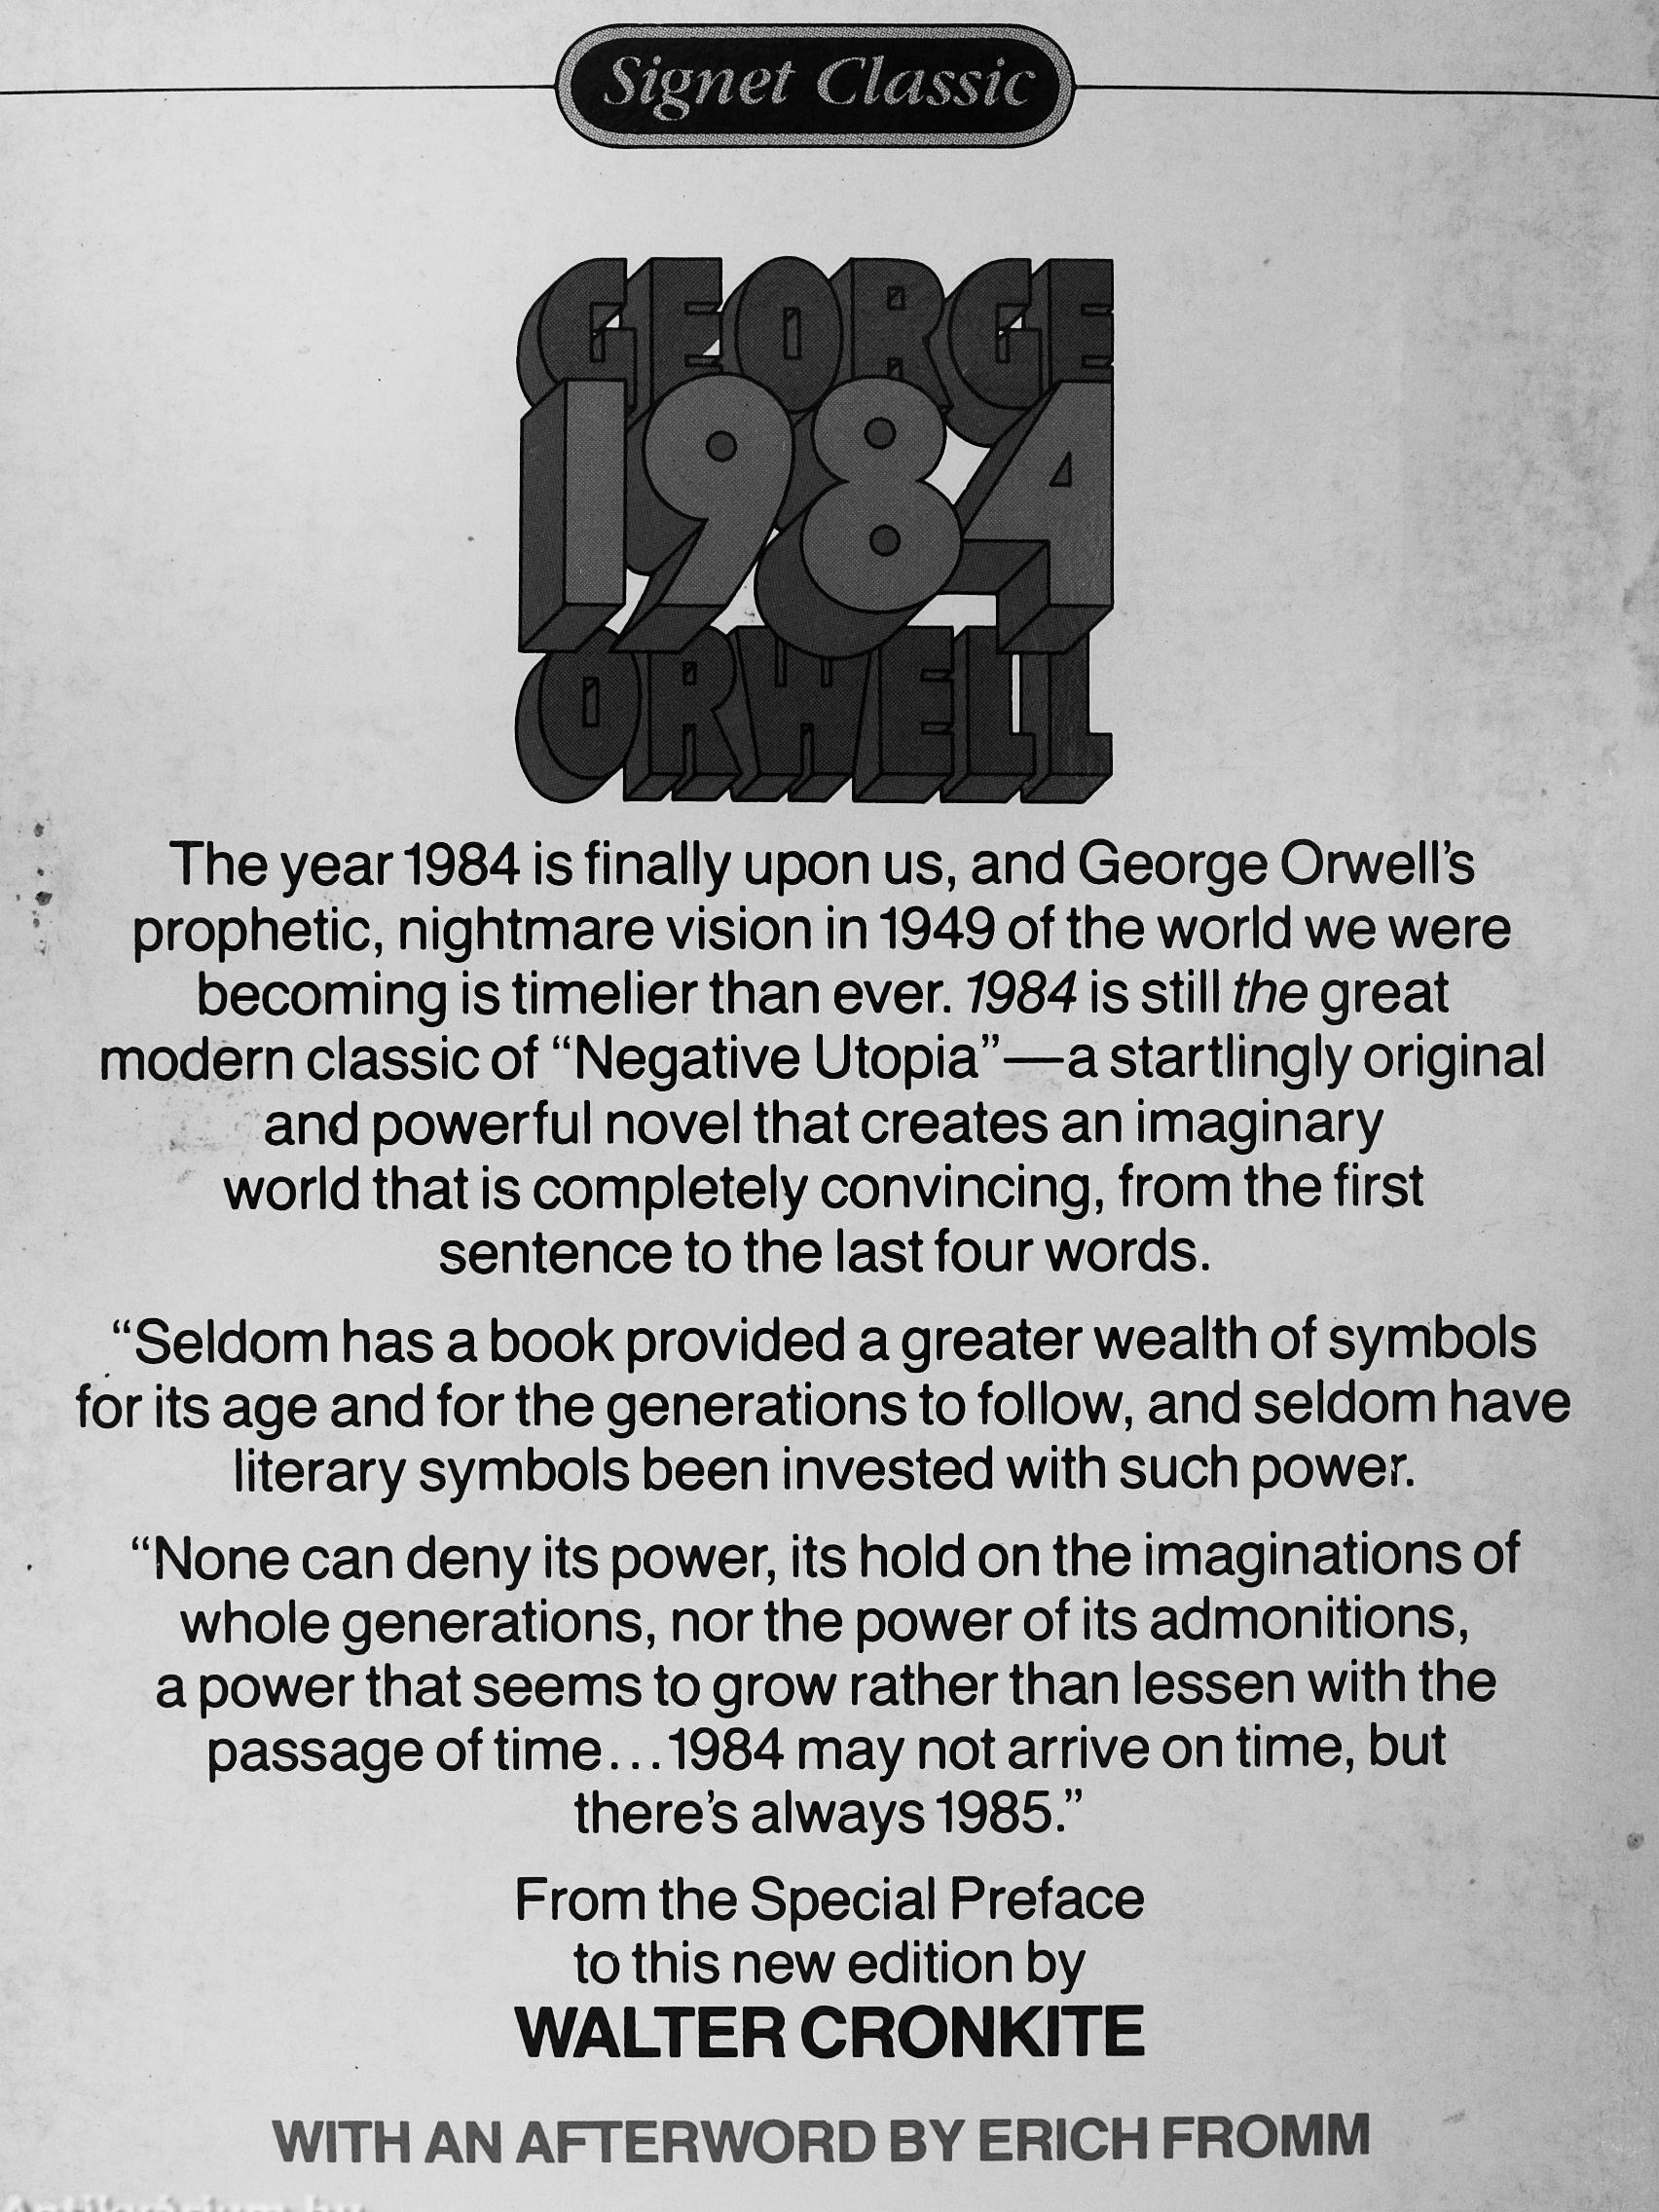 Signet Classic
GEORGE
1984
ORWELL
The year 1984 is finally upon us, and George Orwell's
prophetic, nightmare vision in 1949 of the world we were
becoming is timelier than ever. 1984 is still the great
modern classic of “Negative Utopia”—a startlingly original
and powerful novel that creates an imaginary
world that is completely convincing, from the first
sentence to the last four words.
“Seldom has a book provided a greater wealth of symbols
for its age and for the generations to follow, and seldom have
literary symbols been invested with such power.
“None can deny its power, its hold on the imaginations of
whole generations, nor the power of its admonitions,
a power that seems to grow rather than lessen with the
passage of time...1984 may not arrive on time, but
there's always 1985.”
From the Special Preface
to this new edition by
WALTER CRONKITE
WITH AN AFTERWORD BY ERICH FROMM